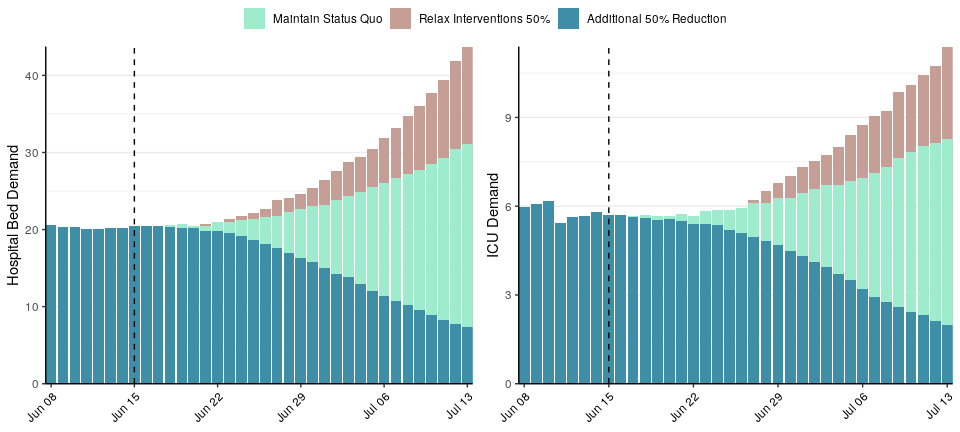 Maintain Status Quo Relax Interventions 50% Additional 50% Reduction
Hospital Bed Demand
40
30
20
10
0
Jun 08 Jun 15 Jun 22 Jun 29 Jul 06 Jul 13
ICU Demand
9
6
3
0
Jun 08 Jun 15 Jun 22 Jun 29 Jul 06 Jul 13